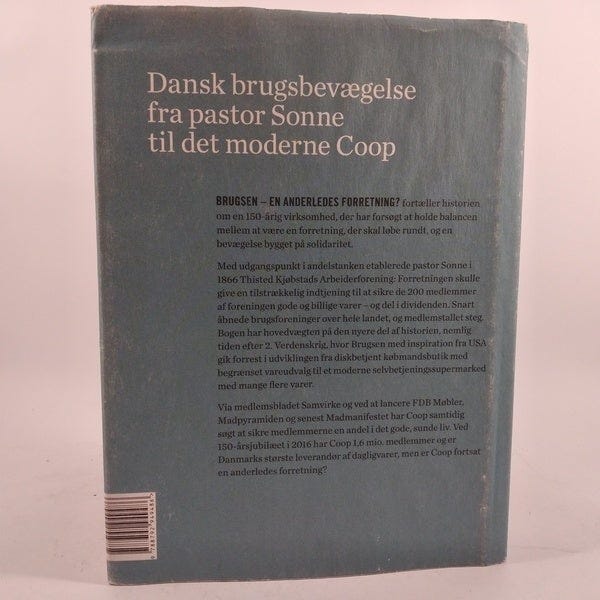 Dansk brugsbevægelse
fra pastor Sonne
til det moderne Coop
BRUGSEN – EN ANDERLEDES FORRETNING? fortæller historien
om en 150-årig virksomhed, der har forsøgt at holde balancen
mellem at være en forretning, der skal løbe rundt, og en
bevægelse bygget på solidaritet.
Med udgangspunkt i andelstanken etablerede pastor Sonne i
1866 Thisted Kjøbstads Arbeiderforening: Forretningen skulle
give en tilstrækkelig indtjening til at sikre de 200 medlemmer
af foreningen gode og billige varer – og del i dividenden. Snart
åbnede brugsforeninger over hele landet, og medlemstallet steg.
Bogen har hovedvægten på den nyere del af historien, nemlig
tiden efter 2. Verdenskrig, hvor Brugsen med inspiration fra USA
gik forrest i udviklingen fra diskbetjent købmandsbutik med
begrænset vareudvalg til et moderne selvbetjeningssupermarked
med mange flere varer.
Via medlemsbladet Samvirke og ved at lancere FDB Møbler,
Madpyramiden og senest Madmanifestet har Coop samtidig
søgt at sikre medlemmerne en andel i det gode, sunde liv. Ved
150-årsjubilæet i 2016 har Coop 1,6 mio. medlemmer og er
Danmarks største leverandør af dagligvarer, men er Coop fortsat
en anderledes forretning?